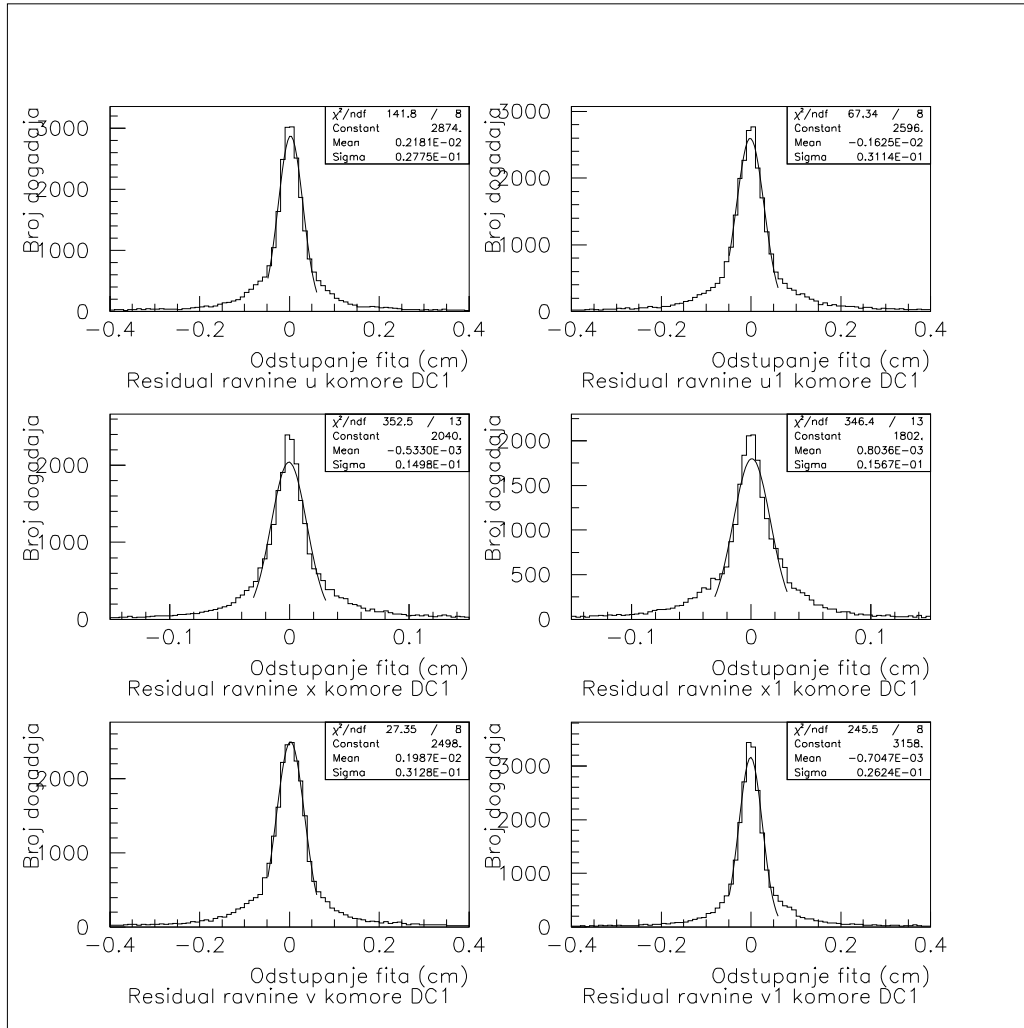 χ²/ndf 141.8 / 8
Constant 2874.
Mean 0.2181E-02
Sigma 0.2775E-01
Broj dogadaja
3000
2000
1000
0
−0.4 −0.2 0 0.2 0.4
Odstupanje fita (cm)
Residual ravnine u komore DC1
χ²/ndf 67.34 / 8
Constant 2596.
Mean -0.1625E-02
Sigma 0.3114E-01
Broj dogadaja
3000
2000
1000
0
−0.4 −0.2 0 0.2 0.4
Odstupanje fita (cm)
Residual ravnine u1 komore DC1
χ²/ndf 352.5 / 13
Constant 2040.
Mean -0.5330E-03
Sigma 0.1498E-01
Broj dogadaja
2000
1000
0
−0.1 0 0.1
Odstupanje fita (cm)
Residual ravnine x komore DC1
χ²/ndf 346.4 / 13
Constant 1802.
Mean 0.8036E-03
Sigma 0.1567E-01
Broj dogadaja
2000
1500
1000
500
0
−0.1 0 0.1
Odstupanje fita (cm)
Residual ravnine x1 komore DC1
χ²/ndf 27.35 / 8
Constant 2498.
Mean 0.1987E-02
Sigma 0.3128E-01
Broj dogadaja
2000
1000
0
−0.4 −0.2 0 0.2 0.4
Odstupanje fita (cm)
Residual ravnine v komore DC1
χ²/ndf 245.5 / 8
Constant 3158.
Mean -0.7047E-03
Sigma 0.2624E-01
Broj dogadaja
3000
2000
1000
0
−0.4 −0.2 0 0.2 0.4
Odstupanje fita (cm)
Residual ravnine v1 komore DC1